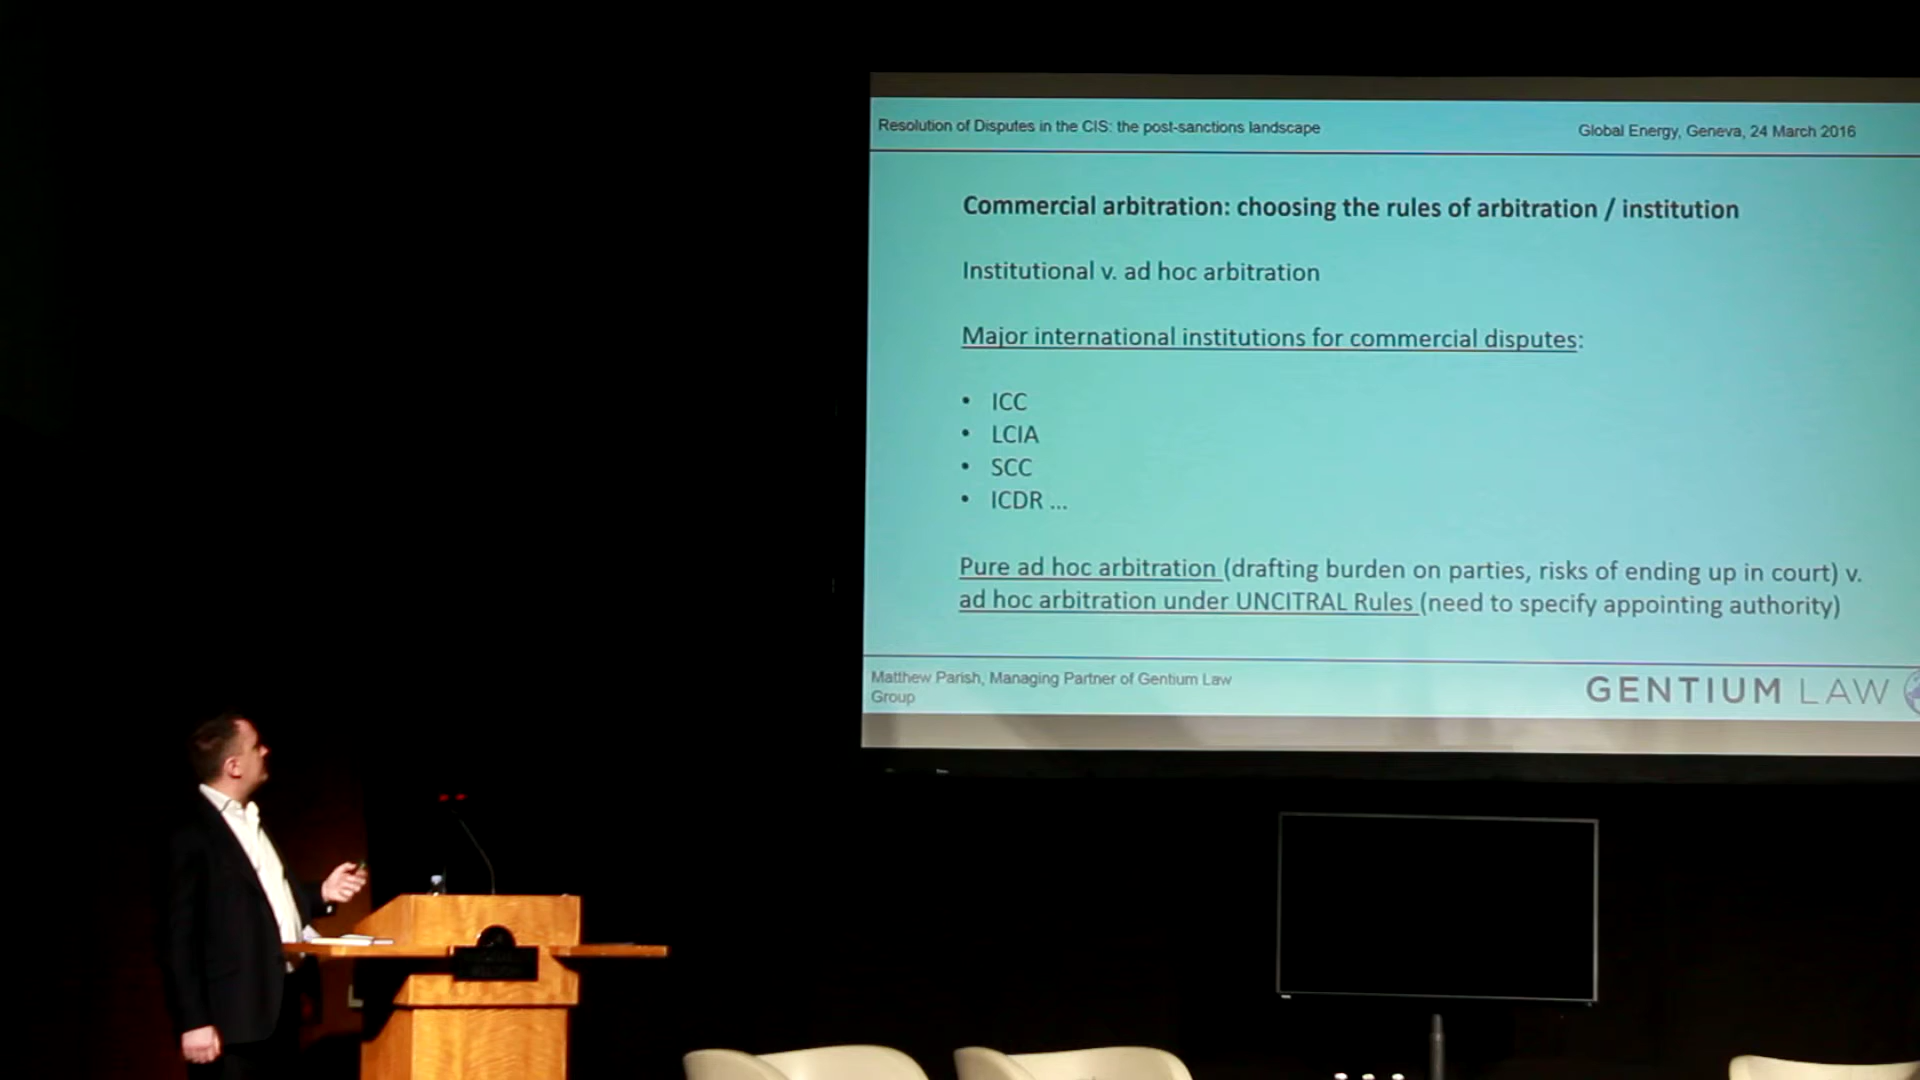 Resolution of Disputes in the CIS: the post-sanctions landscape
Global Energy, Geneva, 24 March 2016
Commercial arbitration: choosing the rules of arbitration / institution
Institutional v. ad hoc arbitration
Major international institutions for commercial disputes:
• ICC
• LCIA
• SCC
• ICDR ...
Pure ad hoc arbitration (drafting burden on parties, risks of ending up in court) v.
ad hoc arbitration under UNCITRAL Rules (need to specify appointing authority)
Matthew Parish, Managing Partner of Gentium Law
Group
GENTIUM LAW